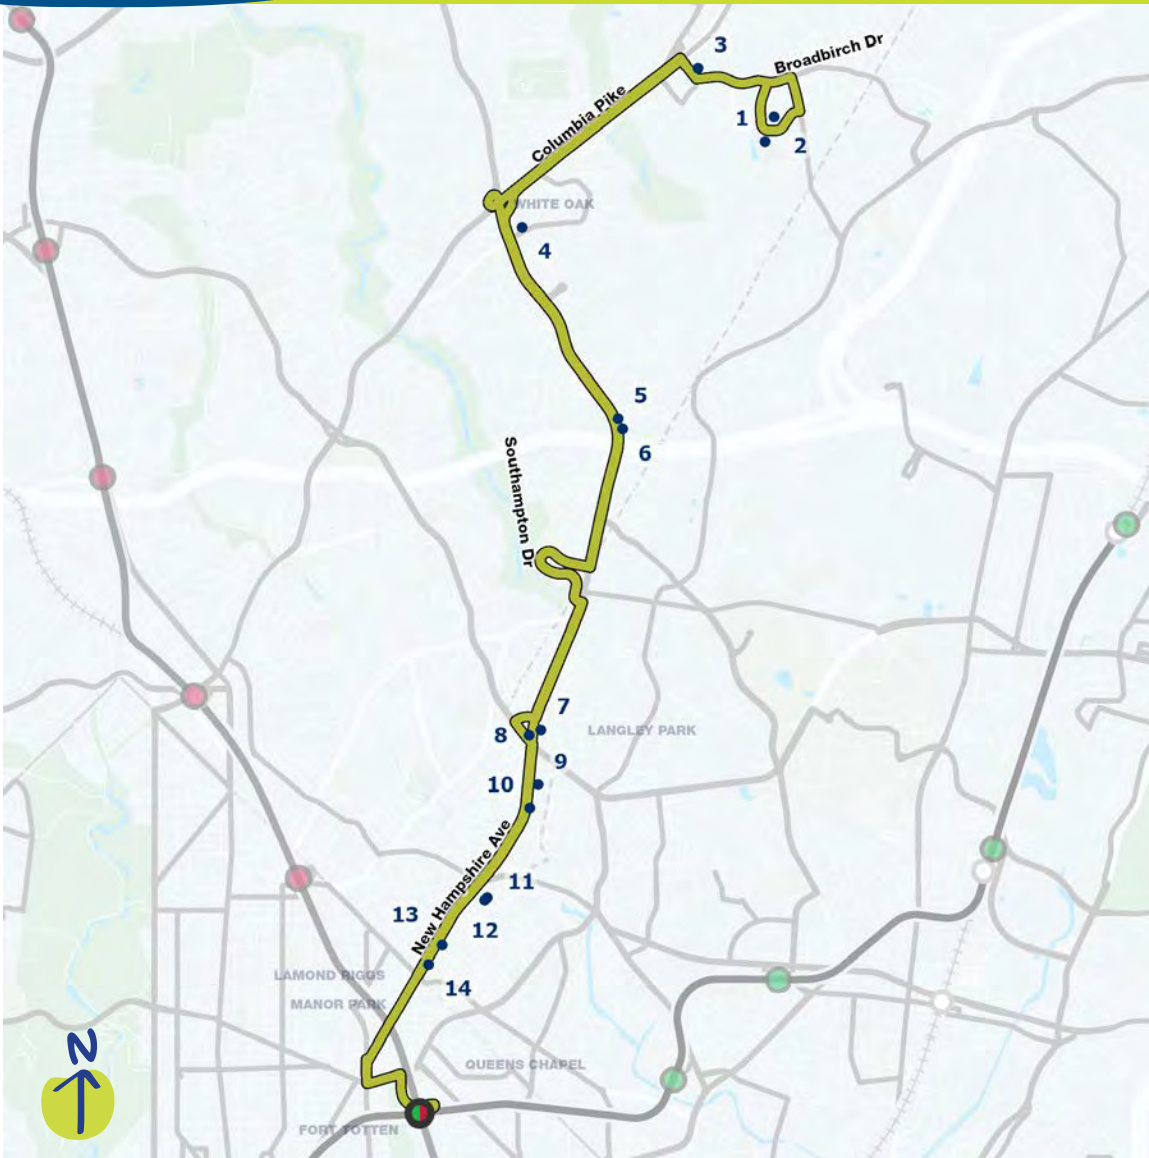 3
Broadbirch Dr
Columbia Pike
1
2
WHITE OAK
4
5
6
Southampton Dr
7
8
LANGLEY PARK
9
10
New Hampshire Ave
11
13
12
LAMOND RIGGS
14
MANOR PARK
N
QUEENS CHAPEL
FORT TOTTEN